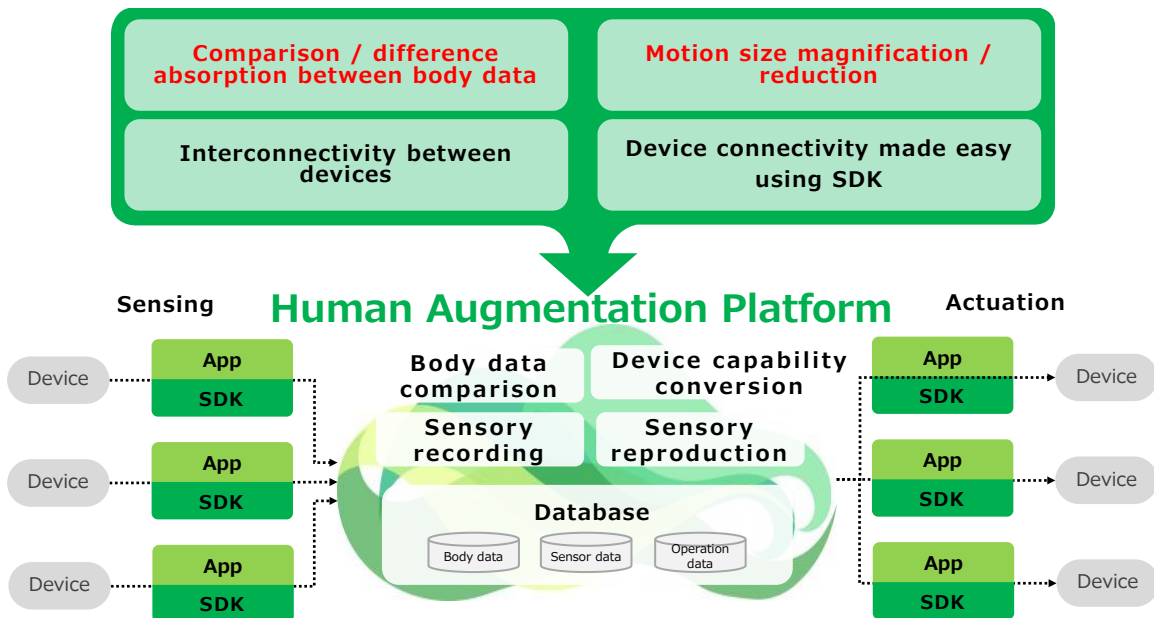 Comparison / difference
absorption between body data
Motion size magnification /
reduction
Interconnectivity between
devices
Device connectivity made easy
using SDK
Human Augmentation Platform
Sensing
Actuation
Device
App
SDK
Device
App
SDK
Device
App
SDK
Body data
comparison
Device capability
conversion
Sensory
recording
Sensory
reproduction
Database
Body data
Sensor data
Operation
data
App
SDK
Device
App
SDK
Device
App
SDK
Device